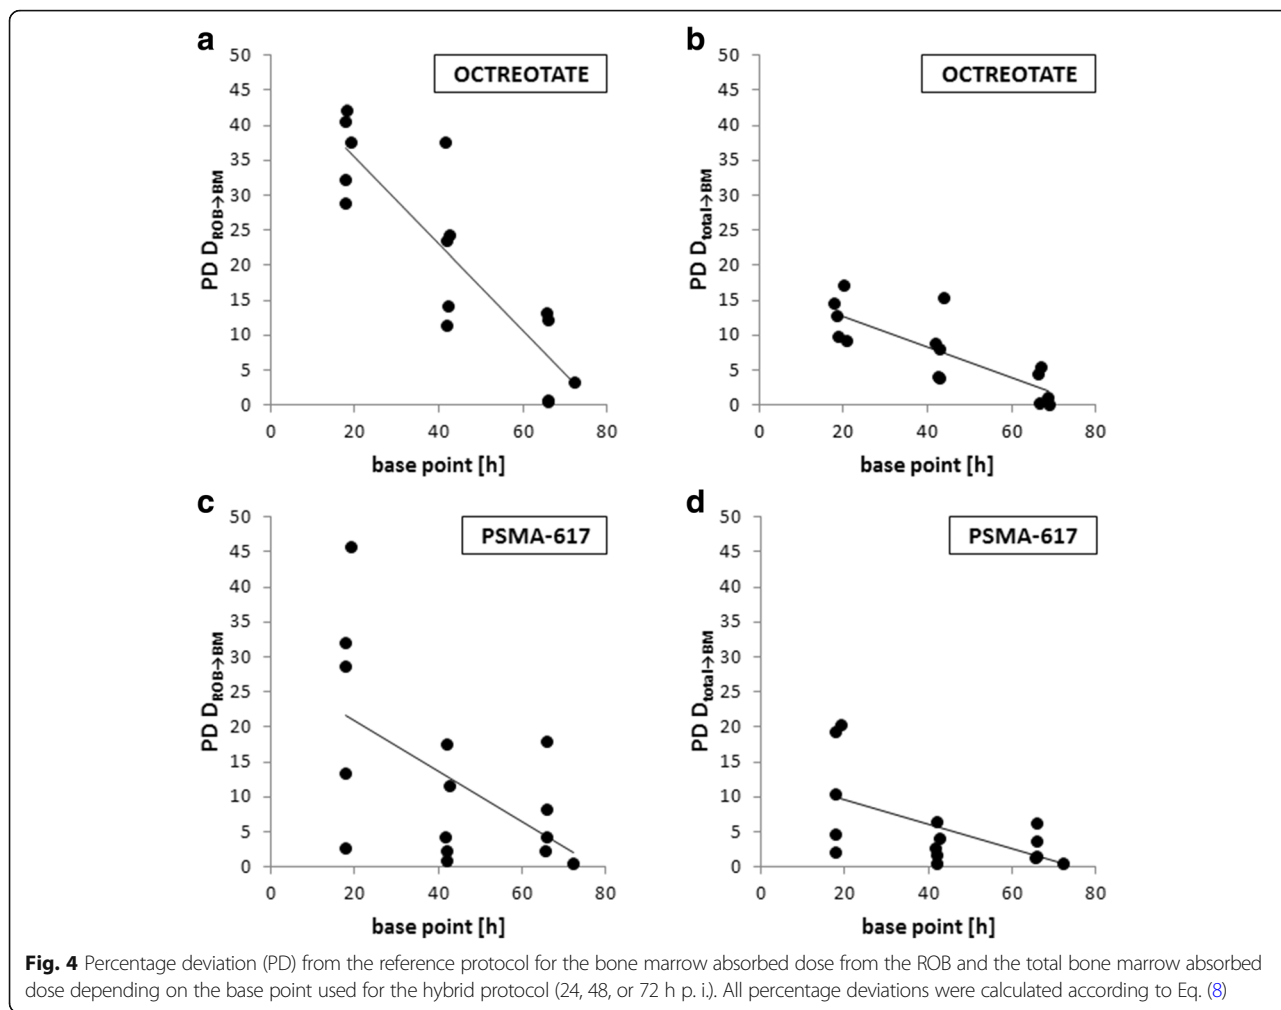 a
50
45
40
35
30
25
20
15
10
5
0
PD D_ROB→BM
OCTREOTATE
0 20 40 60 80
base point [h]
b
50
45
40
35
30
25
20
15
10
5
0
PD D_total→BM
OCTREOTATE
0 20 40 60 80
base point [h]
c
50
45
40
35
30
25
20
15
10
5
0
PD D_ROB→BM
PSMA-617
0 20 40 60 80
base point [h]
d
50
45
40
35
30
25
20
15
10
5
0
PD D_total→BM
PSMA-617
0 20 40 60 80
base point [h]
Fig. 4 Percentage deviation (PD) from the reference protocol for the bone marrow absorbed dose from the ROB and the total bone marrow absorbed
dose depending on the base point used for the hybrid protocol (24, 48, or 72 h p. i.). All percentage deviations were calculated according to Eq. (8)